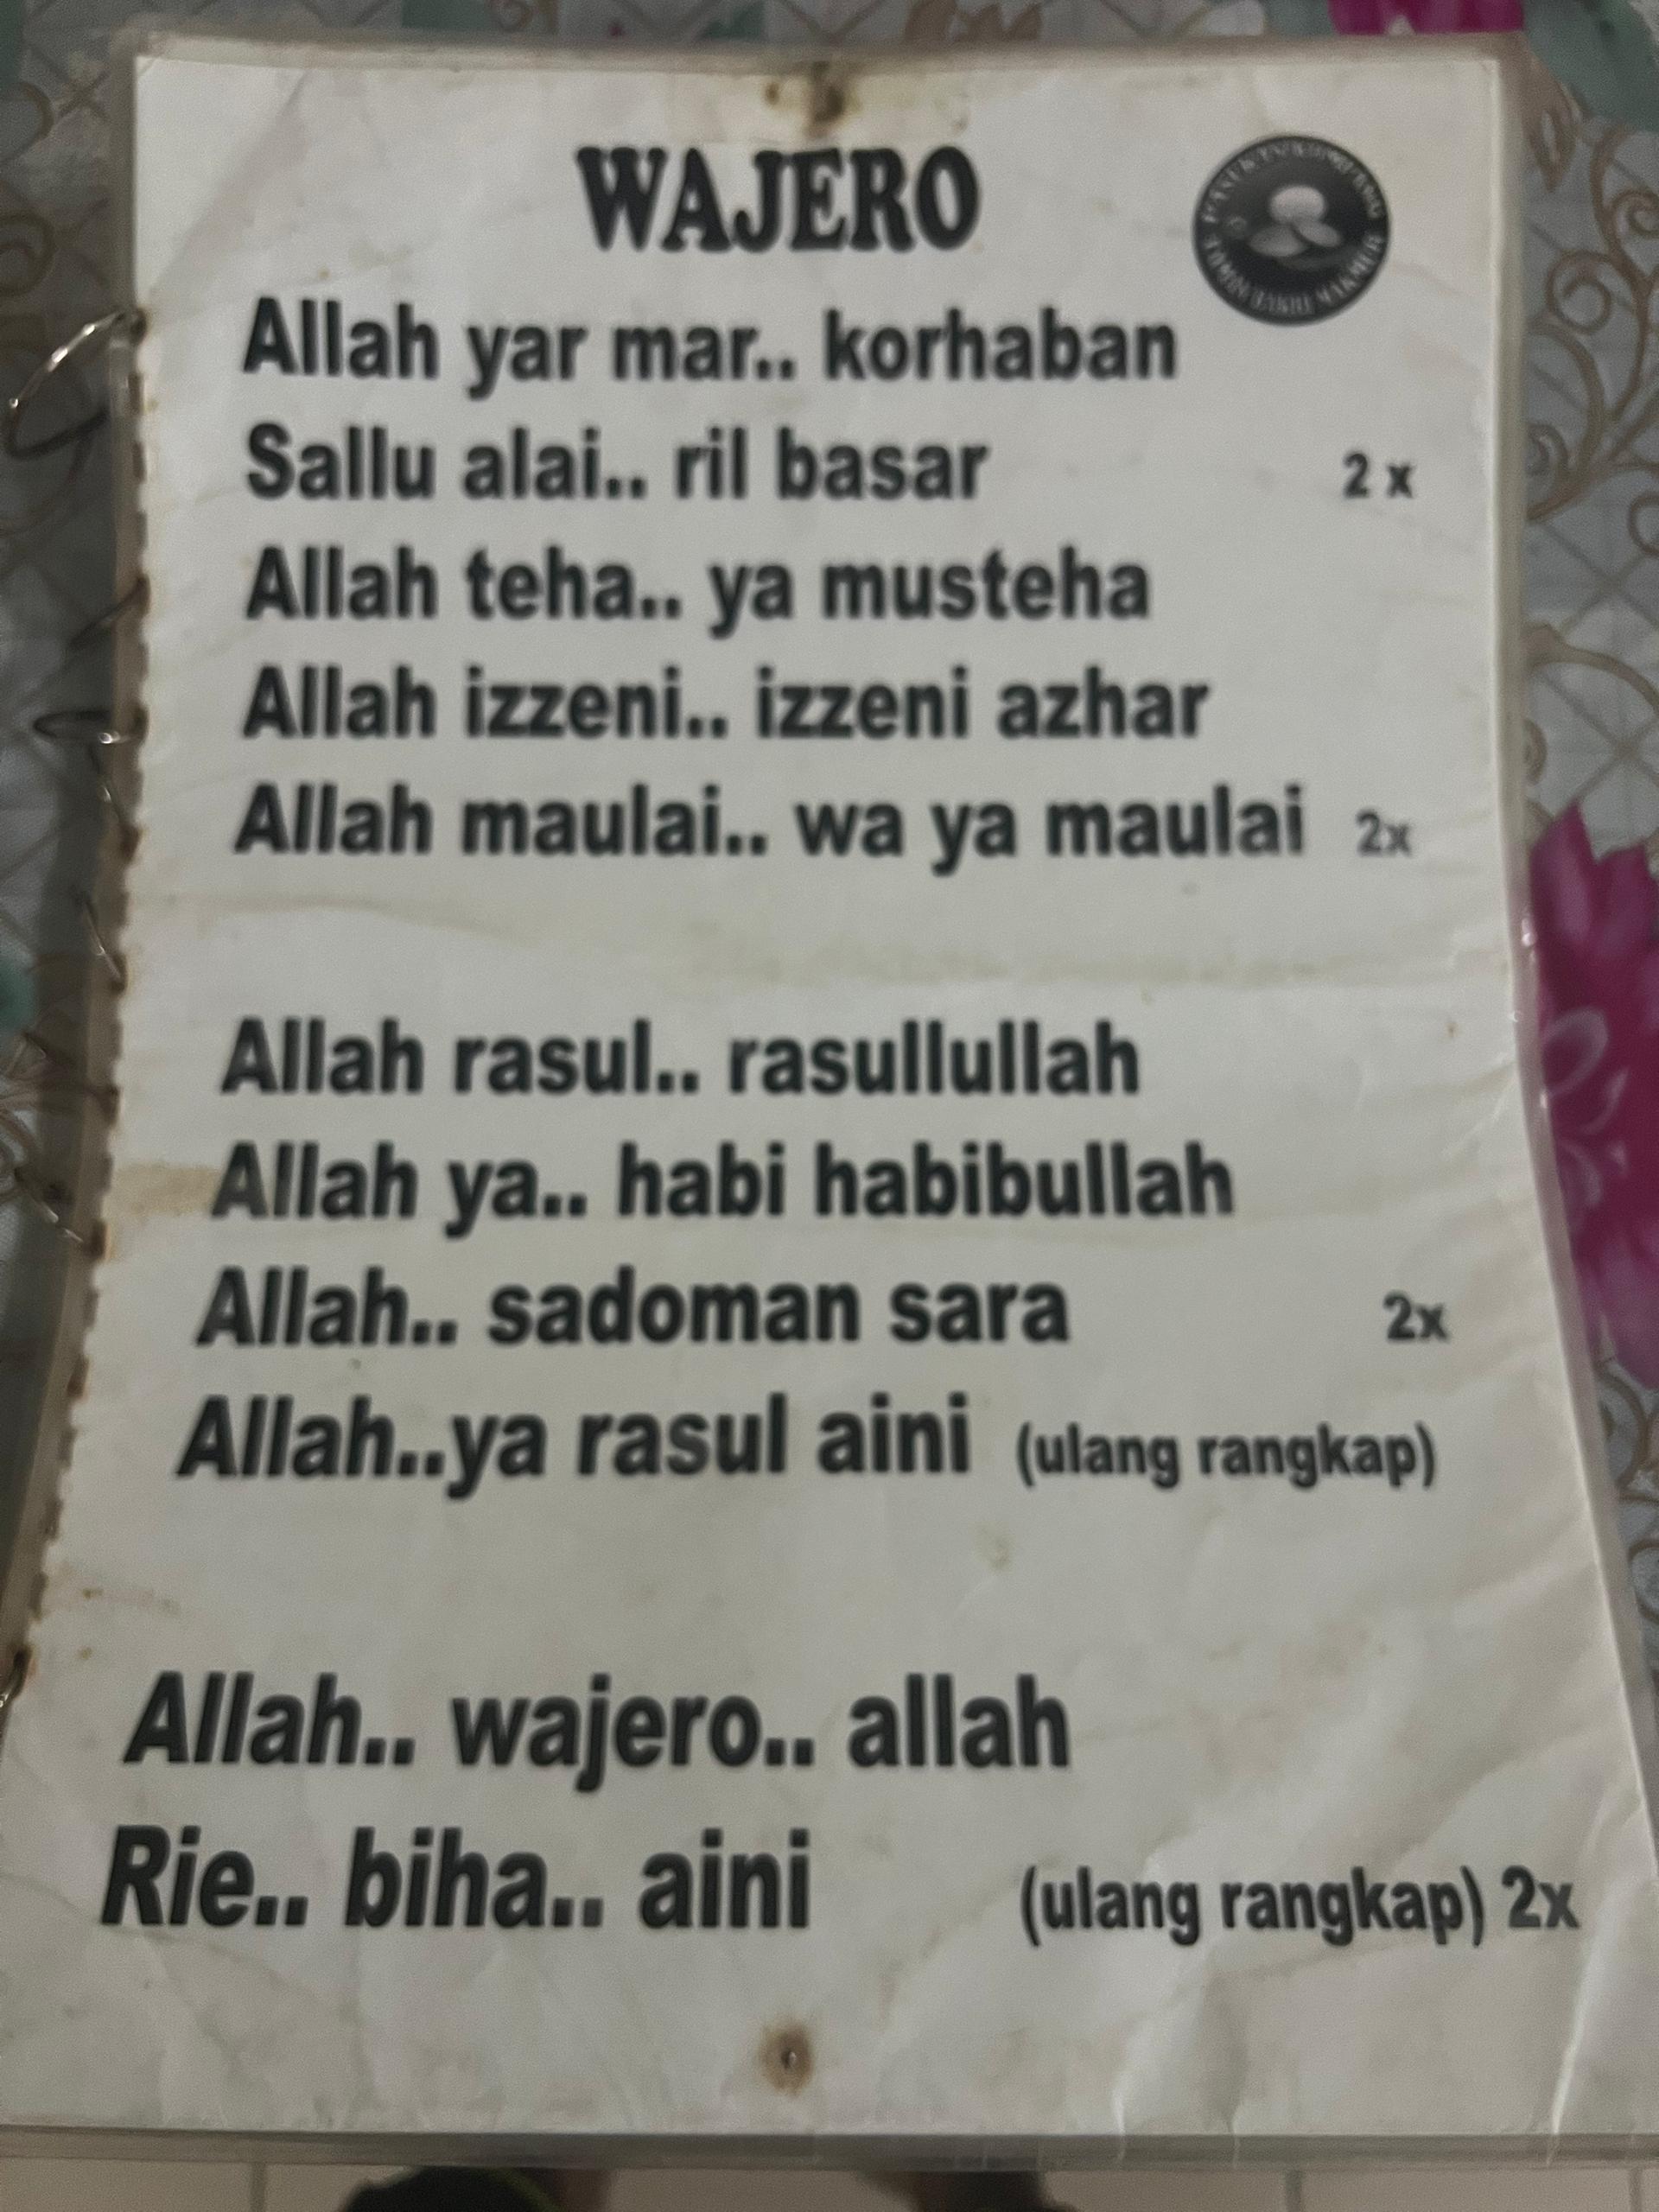 WAJERO
Allah yar mar.. korhaban
Sallu alai.. ril basar 2 x
Allah teha.. ya musteha
Allah izzeni.. izzeni azhar
Allah maulai.. wa ya maulai 2x
Allah rasul.. rasullullah
Allah ya.. habi habibullah
Allah.. sadoman sara 2x
Allah..ya rasul aini (ulang rangkap)
Allah.. wajero.. allah
Rie.. biha.. aini (ulang rangkap) 2x